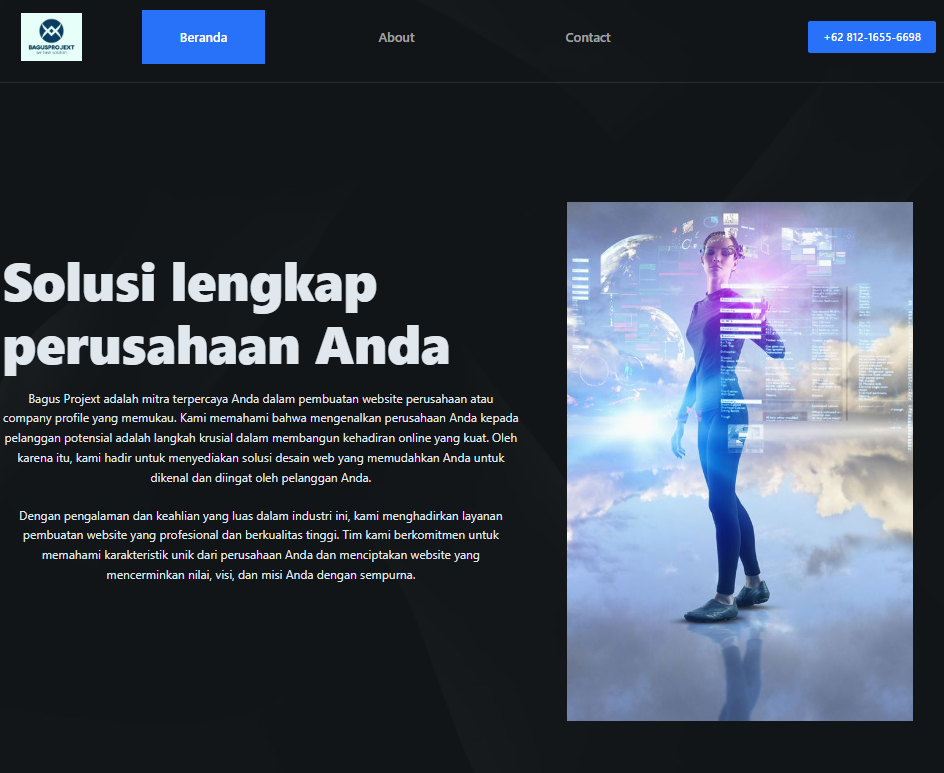 BAGUSPROJEXT
Beranda
About
Contact
+62 812-1655-6698
Solusi lengkap
perusahaan Anda
Bagus Projext adalah mitra terpercaya Anda dalam pembuatan website perusahaan atau
company profile yang memukau. Kami memahami bahwa mengenalkan perusahaan Anda kepada
pelanggan potensial adalah langkah krusial dalam membangun kehadiran online yang kuat. Oleh
karena itu, kami hadir untuk menyediakan solusi desain web yang memudahkan Anda untuk
dikenal dan diingat oleh pelanggan Anda.
Dengan pengalaman dan keahlian yang luas dalam industri ini, kami menghadirkan layanan
pembuatan website yang profesional dan berkualitas tinggi. Tim kami berkomitmen untuk
memahami karakteristik unik dari perusahaan Anda dan menciptakan website yang
mencerminkan nilai, visi, dan misi Anda dengan sempurna.